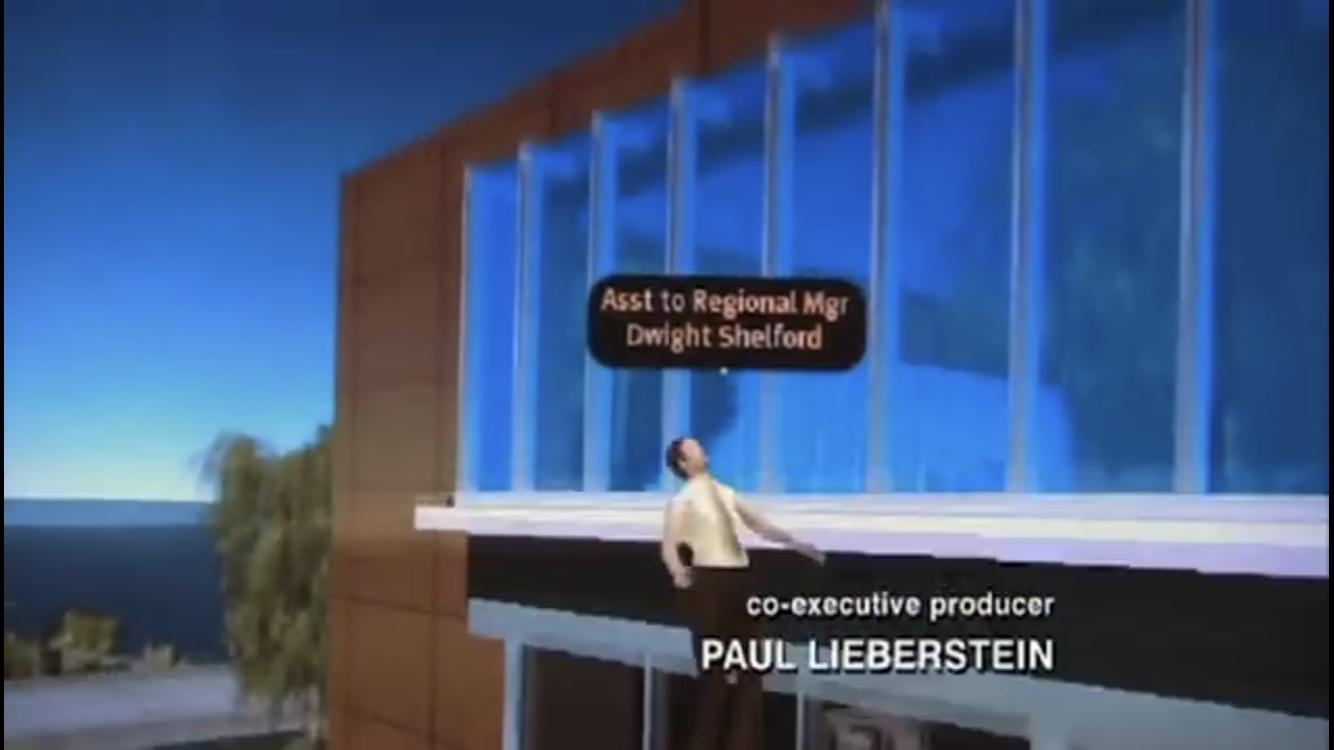 Asst to Regional Mgr
Dwight Shelford
co-executive producer
PAUL LIEBERSTEIN